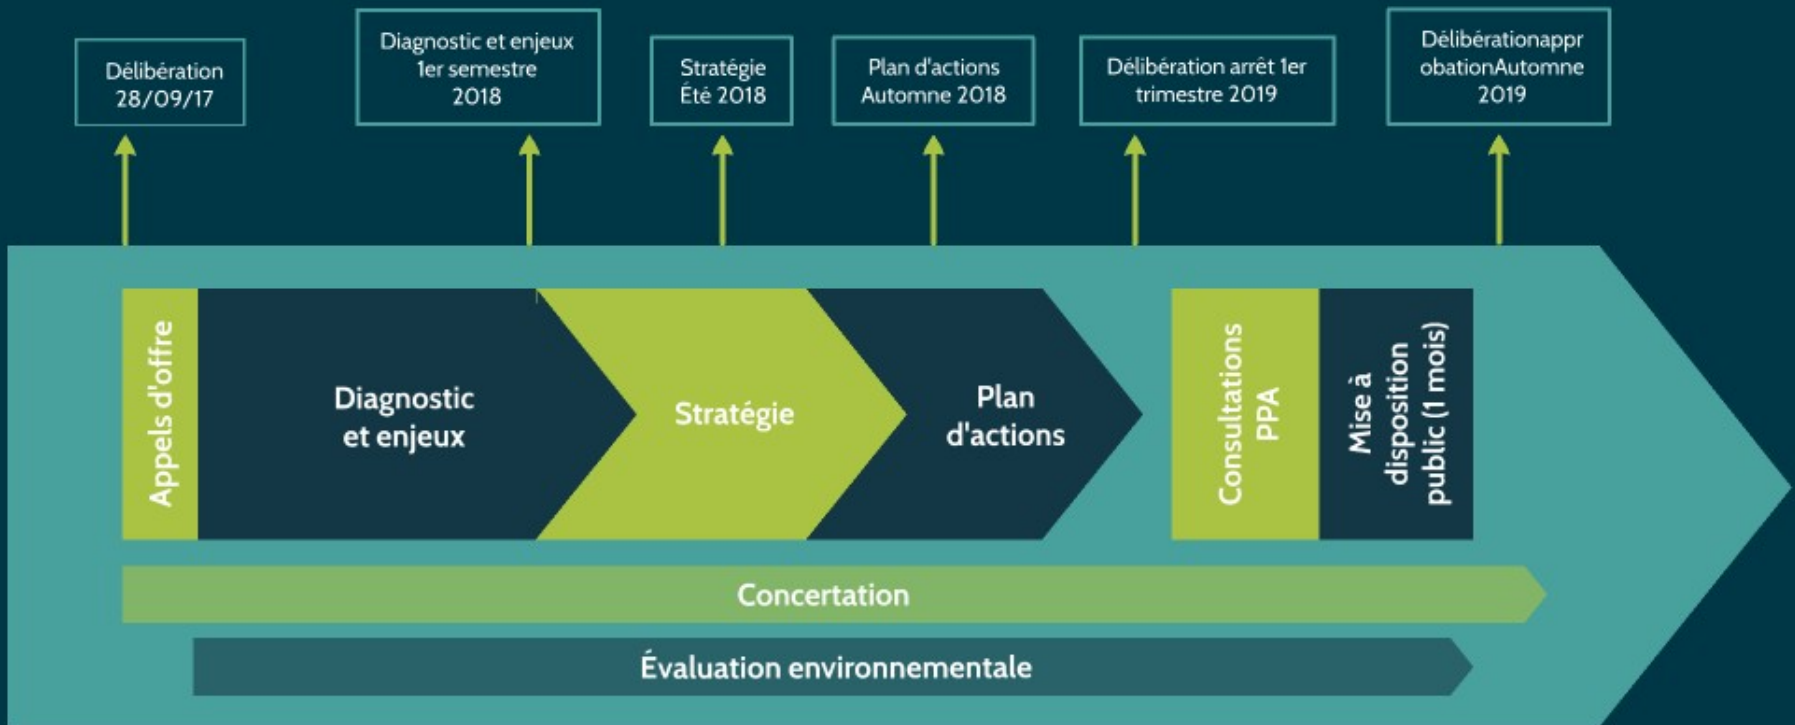 Délibération
28/09/17
Diagnostic et enjeux
1er semestre
2018
Stratégie
Été 2018
Plan d'actions
Automne 2018
Délibération arrêt 1er
trimestre 2019
Délibérationappr
obationAutomne
2019
Appels d'offre
Diagnostic
et enjeux
Stratégie
Plan
d'actions
Consultations
PPA
Mise à
disposition
public (1 mois)
Concertation
Évaluation environnementale